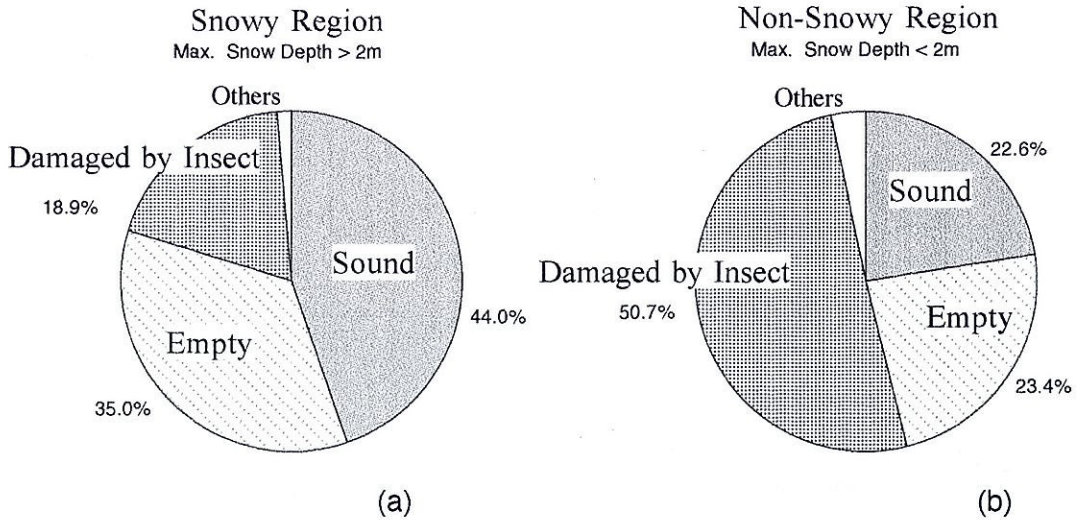 Snowy Region
Max. Snow Depth > 2m
Others
Damaged by Insect
18.9%
Sound
44.0%
Empty
35.0%
(a)
Non-Snowy Region
Max. Snow Depth < 2m
Others
22.6%
Sound
Damaged by Insect
50.7%
Empty
23.4%
(b)